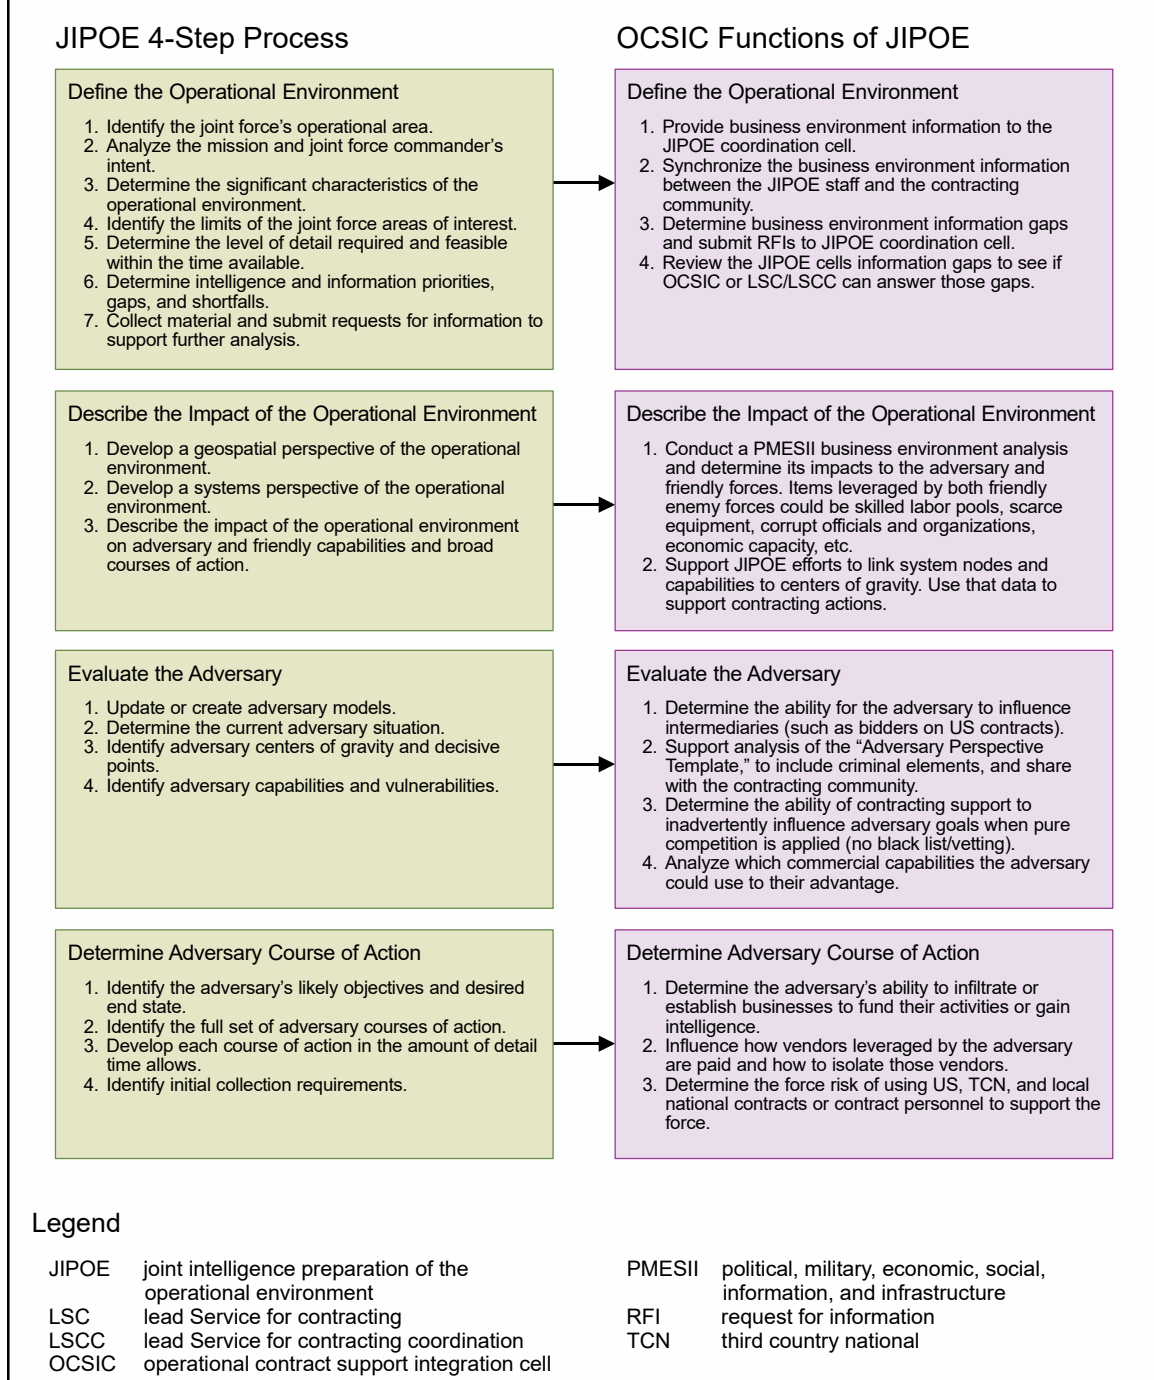 JIPOE 4-Step Process
OCSIC Functions of JIPOE
Define the Operational Environment
1. Identify the joint force's operational area.
2. Analyze the mission and joint force commander's
intent.
3. Determine the significant characteristics of the
operational environment.
4. Identify the limits of the joint force areas of interest.
5. Determine the level of detail required and feasible
within the time available.
6. Determine intelligence and information priorities,
gaps, and shortfalls.
7. Collect material and submit requests for information to
support further analysis.
Define the Operational Environment
1. Provide business environment information to the
JIPOE coordination cell.
2. Synchronize the business environment information
between the JIPOE staff and the contracting
community.
3. Determine business environment information gaps
and submit RFIs to JIPOE coordination cell.
4. Review the JIPOE cells information gaps to see if
OCSIC or LSC/LSCC can answer those gaps.
Describe the Impact of the Operational Environment
1. Develop a geospatial perspective of the operational
environment.
2. Develop a systems perspective of the operational
environment.
3. Describe the impact of the operational environment
on adversary and friendly capabilities and broad
courses of action.
Describe the Impact of the Operational Environment
1. Conduct a PMESII business environment analysis
and determine its impacts to the adversary and
friendly forces. Items leveraged by both friendly
enemy forces could be skilled labor pools, scarce
equipment, corrupt officials and organizations,
economic capacity, etc.
2. Support JIPOE efforts to link system nodes and
capabilities to centers of gravity. Use that data to
support contracting actions.
Evaluate the Adversary
1. Update or create adversary models.
2. Determine the current adversary situation.
3. Identify adversary centers of gravity and decisive
points.
4. Identify adversary capabilities and vulnerabilities.
Evaluate the Adversary
1. Determine the ability for the adversary to influence
intermediaries (such as bidders on US contracts).
2. Support analysis of the “Adversary Perspective
Template,” to include criminal elements, and share
with the contracting community.
3. Determine the ability of contracting support to
inadvertently influence adversary goals when pure
competition is applied (no black list/vetting).
4. Analyze which commercial capabilities the adversary
could use to their advantage.
Determine Adversary Course of Action
1. Identify the adversary's likely objectives and desired
end state.
2. Identify the full set of adversary courses of action.
3. Develop each course of action in the amount of detail
time allows.
4. Identify initial collection requirements.
Determine Adversary Course of Action
1. Determine the adversary's ability to infiltrate or
establish businesses to fund their activities or gain
intelligence.
2. Influence how vendors leveraged by the adversary
are paid and how to isolate those vendors.
3. Determine the force risk of using US, TCN, and local
national contracts or contract personnel to support the
force.
Legend
JIPOE joint intelligence preparation of the
operational environment
LSC lead Service for contracting
LSCC lead Service for contracting coordination
OCSIC operational contract support integration cell
PMESII political, military, economic, social,
information, and infrastructure
RFI request for information
TCN third country national